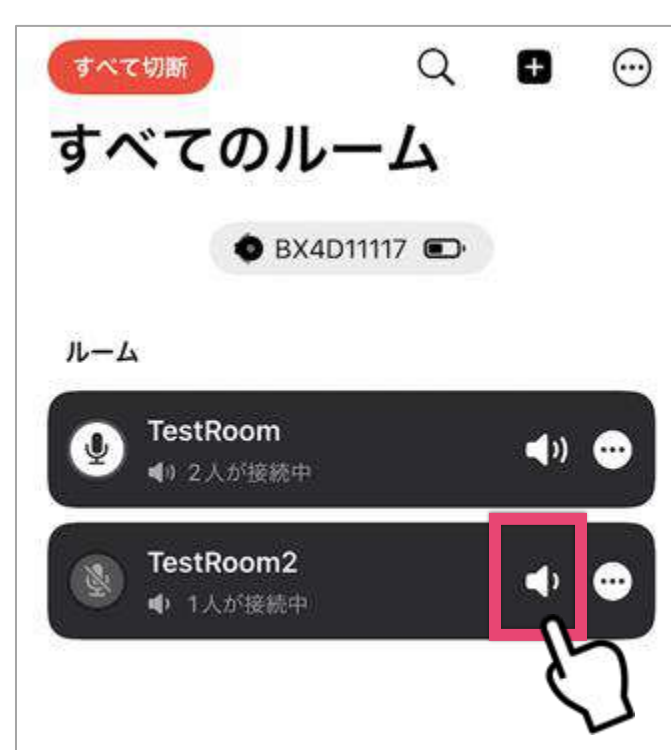 すべて切断
すべてのルーム
BX4D11117
ルーム
TestRoom
2人が接続中
TestRoom2
1人が接続中